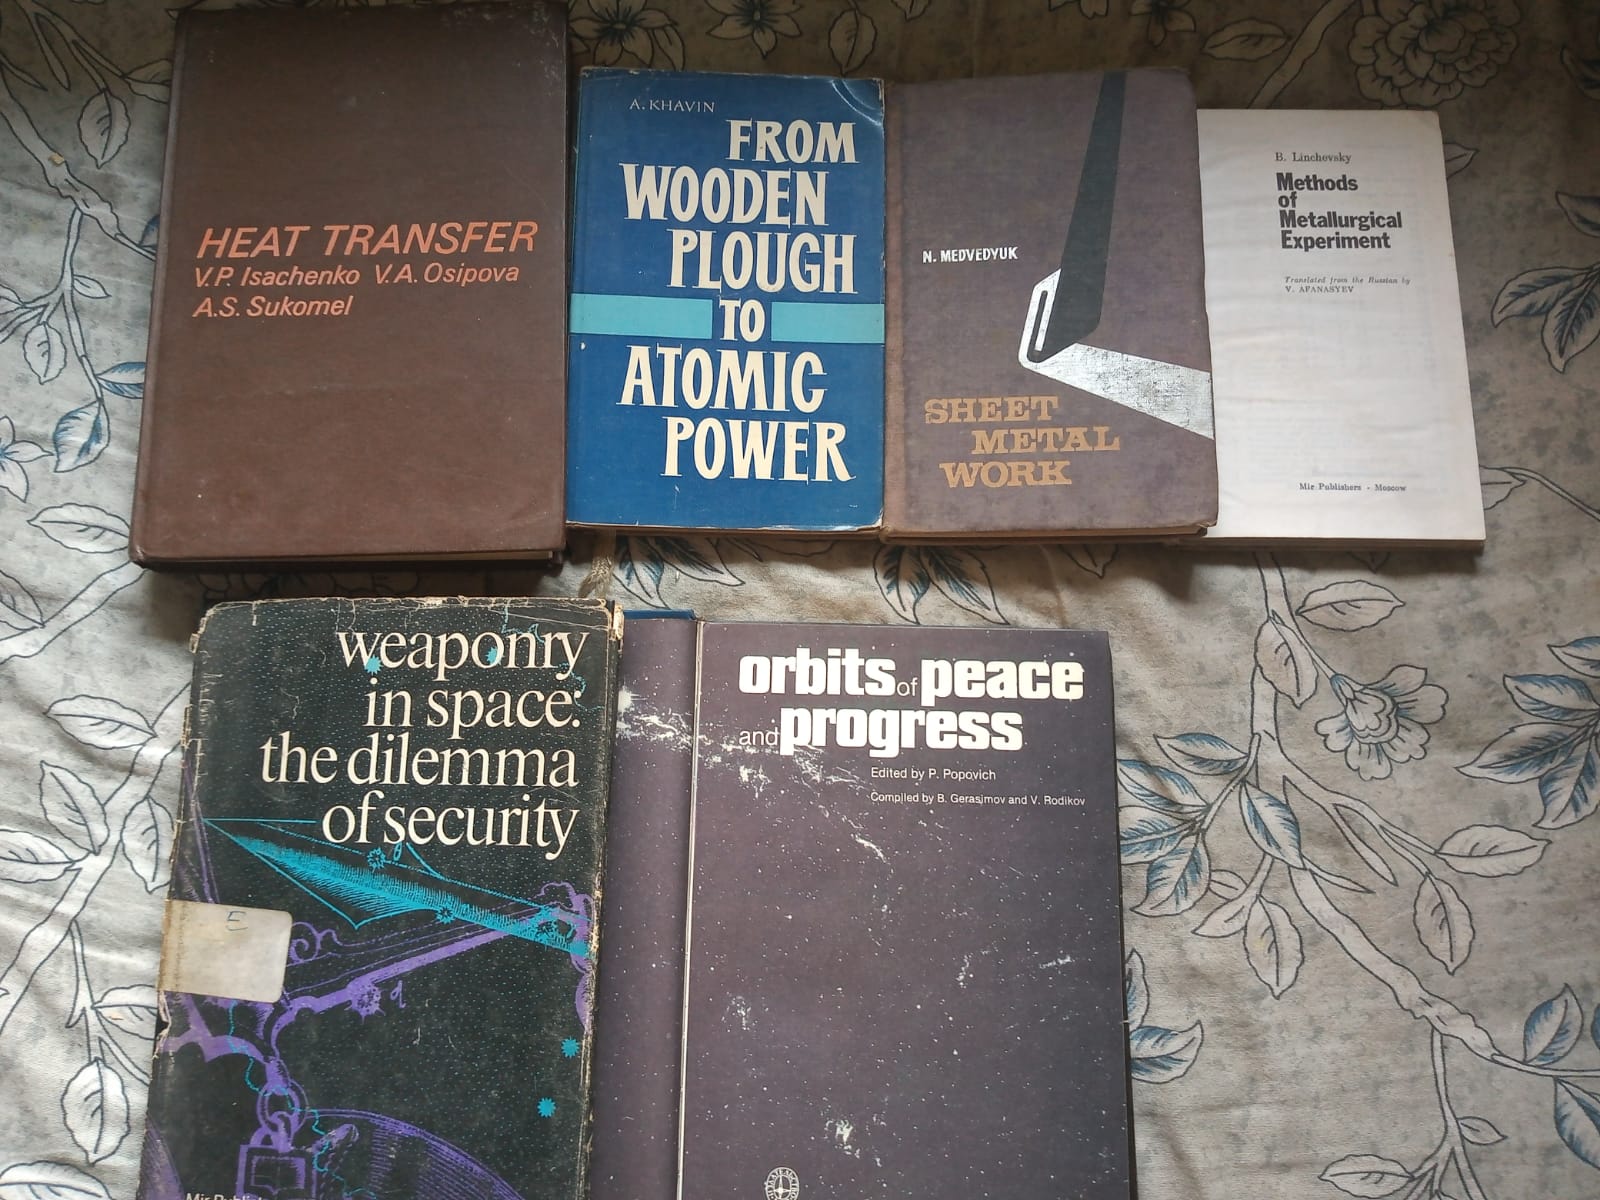 HEAT TRANSFER
V.P. Isachenko V.A. Osipova
A.S. Sukomel
A. KHAVIN
FROM
WOODEN
PLOUGH
TO
ATOMIC
POWER
N. MEDVEDYUK
SHEET
METAL
WORK
B. Linchevsky
Methods
of
Metallurgical
Experiment
Translated from the Russian by
V. AFANASYEV
Mir Publishers - Moscow
weaponry
in space:
the dilemma
of security
E
Mir
orbits of peace
and progress
Edited by P. Popovich
Compiled by B. Gerasimov and V. Rodikov